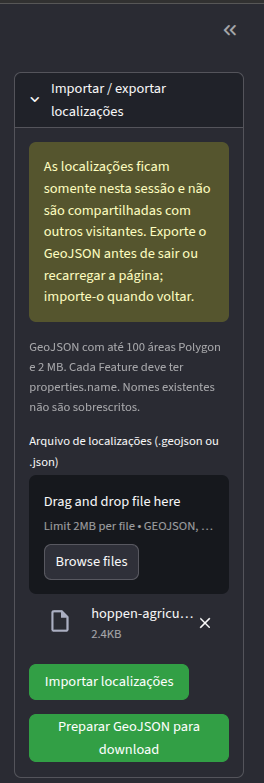 Importar / exportar
localizações
As localizações ficam
somente nesta sessão e não
são compartilhadas com
outros visitantes. Exporte o
GeoJSON antes de sair ou
recarregar a página;
importe-o quando voltar.
GeoJSON com até 100 áreas Polygon
e 2 MB. Cada Feature deve ter
properties.name. Nomes existentes
não são sobrescritos.
Arquivo de localizações (.geojson ou
.json)
Drag and drop file here
Limit 2MB per file • GEOJSON, …
Browse files
hoppen-agricu…
2.4KB
Importar localizações
Preparar GeoJSON para
download